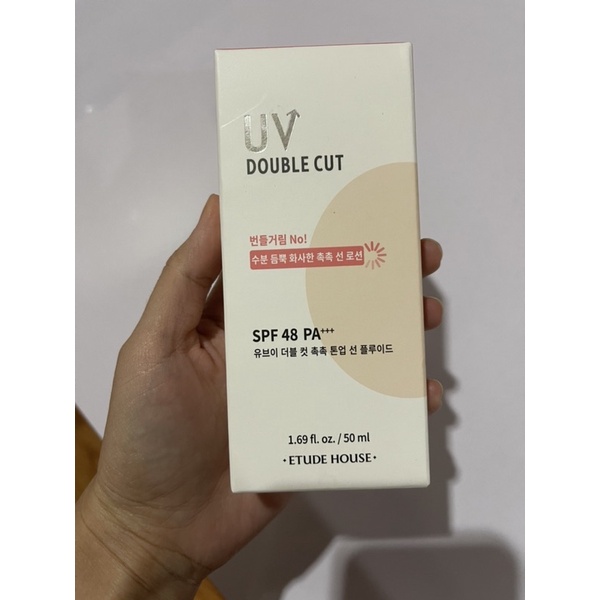 UV
DOUBLE CUT
번들거림 No!
수분 듬뿍 화사한 촉촉 선 로션
SPF 48 PA+++
유브이 더블 컷 촉촉 톤업 선 플루이드
1.69 fl. oz. / 50 ml
• ETUDE HOUSE •